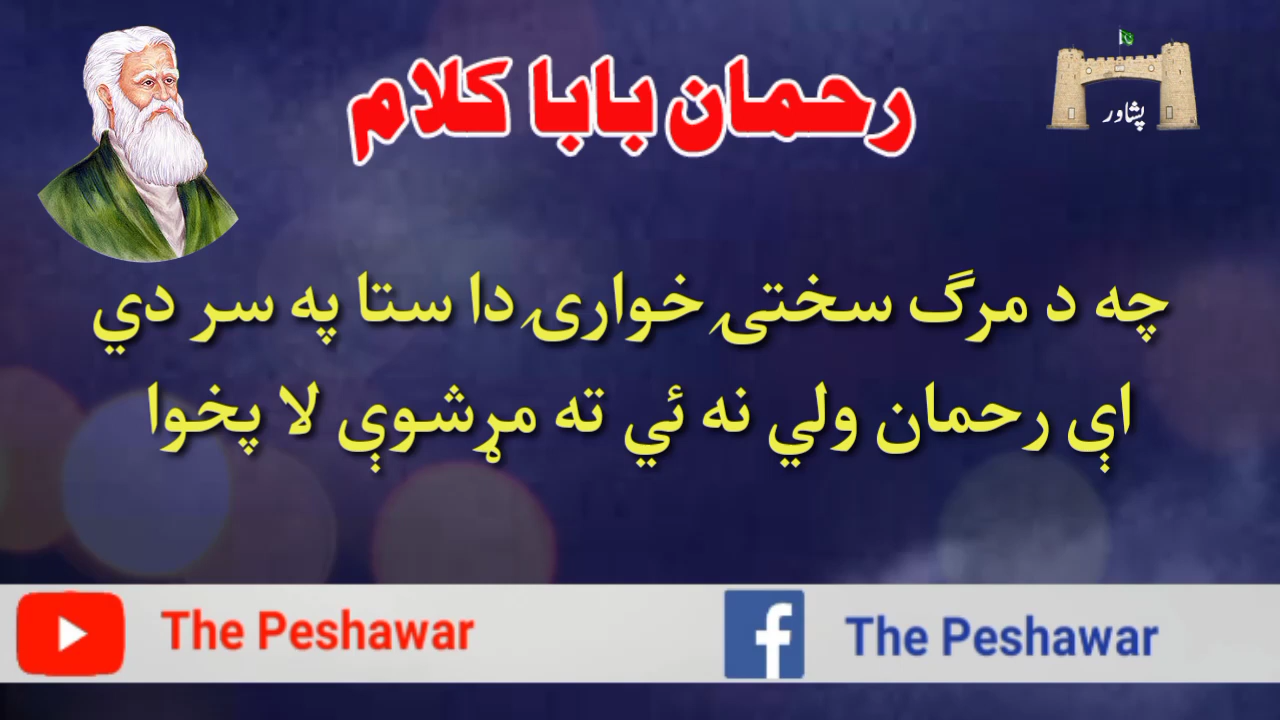 رحمان بابا کلام
پشاور
چه د مرګ سختۍ خوارۍ دا ستا په سر دي
اې رحمان ولي نه ئي ته مړشوې لا پخوا
The Peshawar
The Peshawar